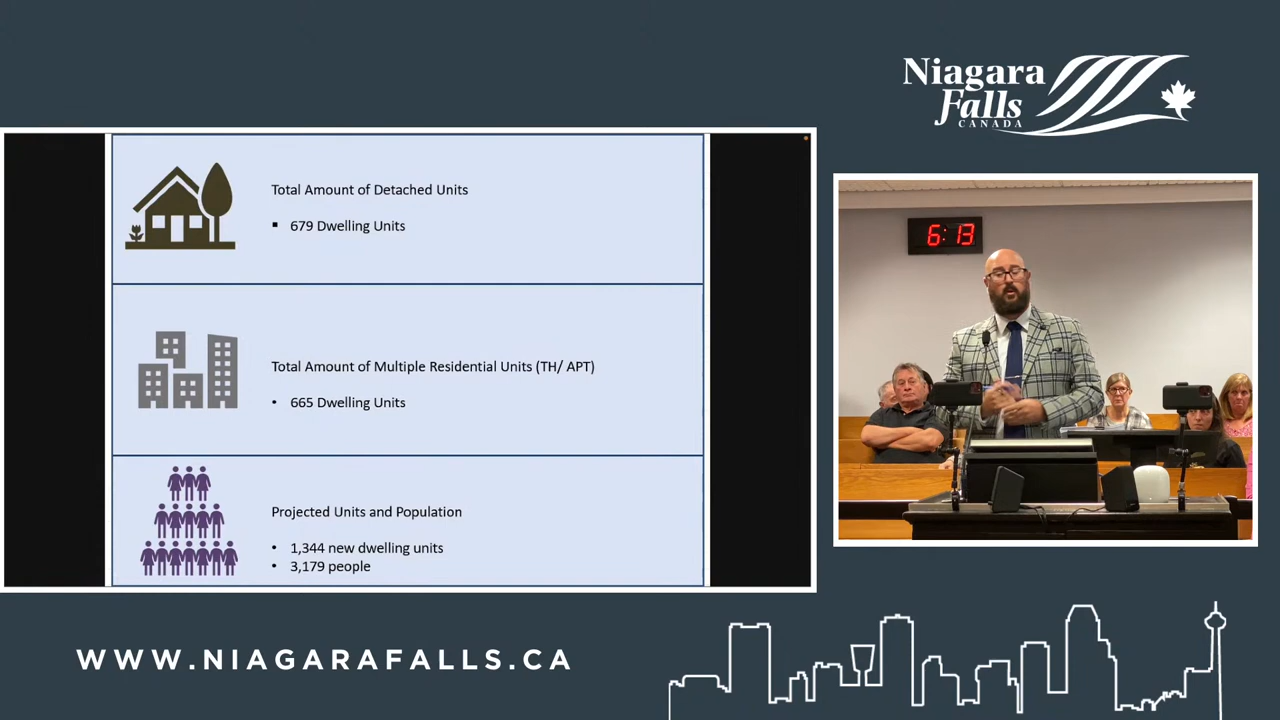 Niagara
Falls
CANADA
Total Amount of Detached Units
▪ 679 Dwelling Units
Total Amount of Multiple Residential Units (TH/ APT)
• 665 Dwelling Units
Projected Units and Population
• 1,344 new dwelling units
• 3,179 people
6:13
WWW.NIAGARAFALLS.CA